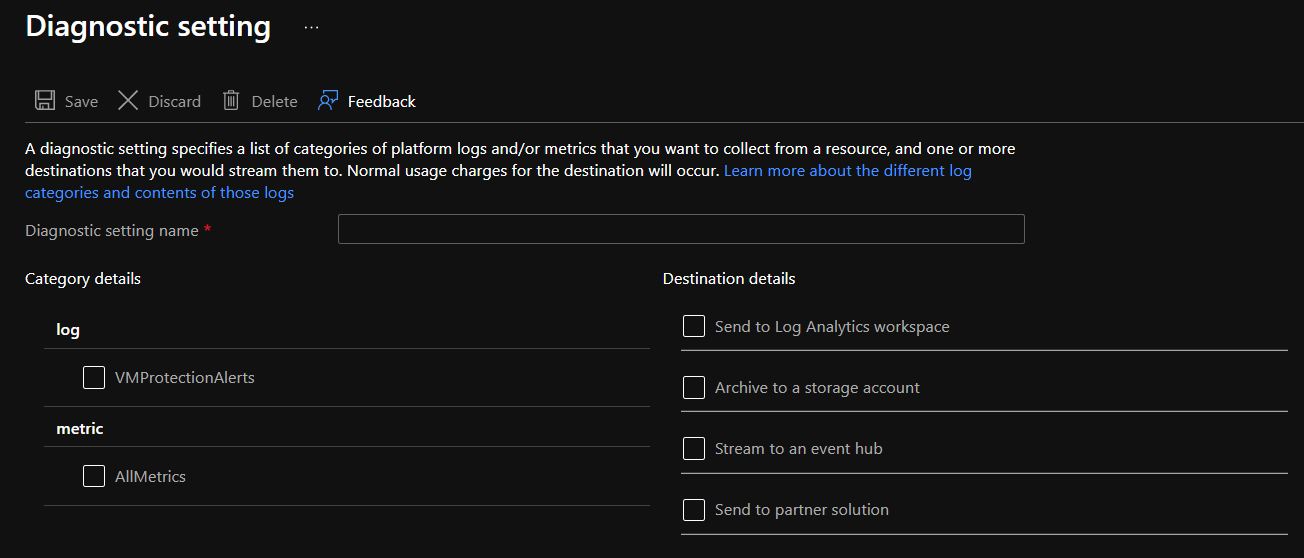 Diagnostic setting ...
Save Discard Delete Feedback
A diagnostic setting specifies a list of categories of platform logs and/or metrics that you want to collect from a resource, and one or more
destinations that you would stream them to. Normal usage charges for the destination will occur. Learn more about the different log
categories and contents of those logs
Diagnostic setting name *
Category details
log
VMProtectionAlerts
metric
AllMetrics
Destination details
Send to Log Analytics workspace
Archive to a storage account
Stream to an event hub
Send to partner solution